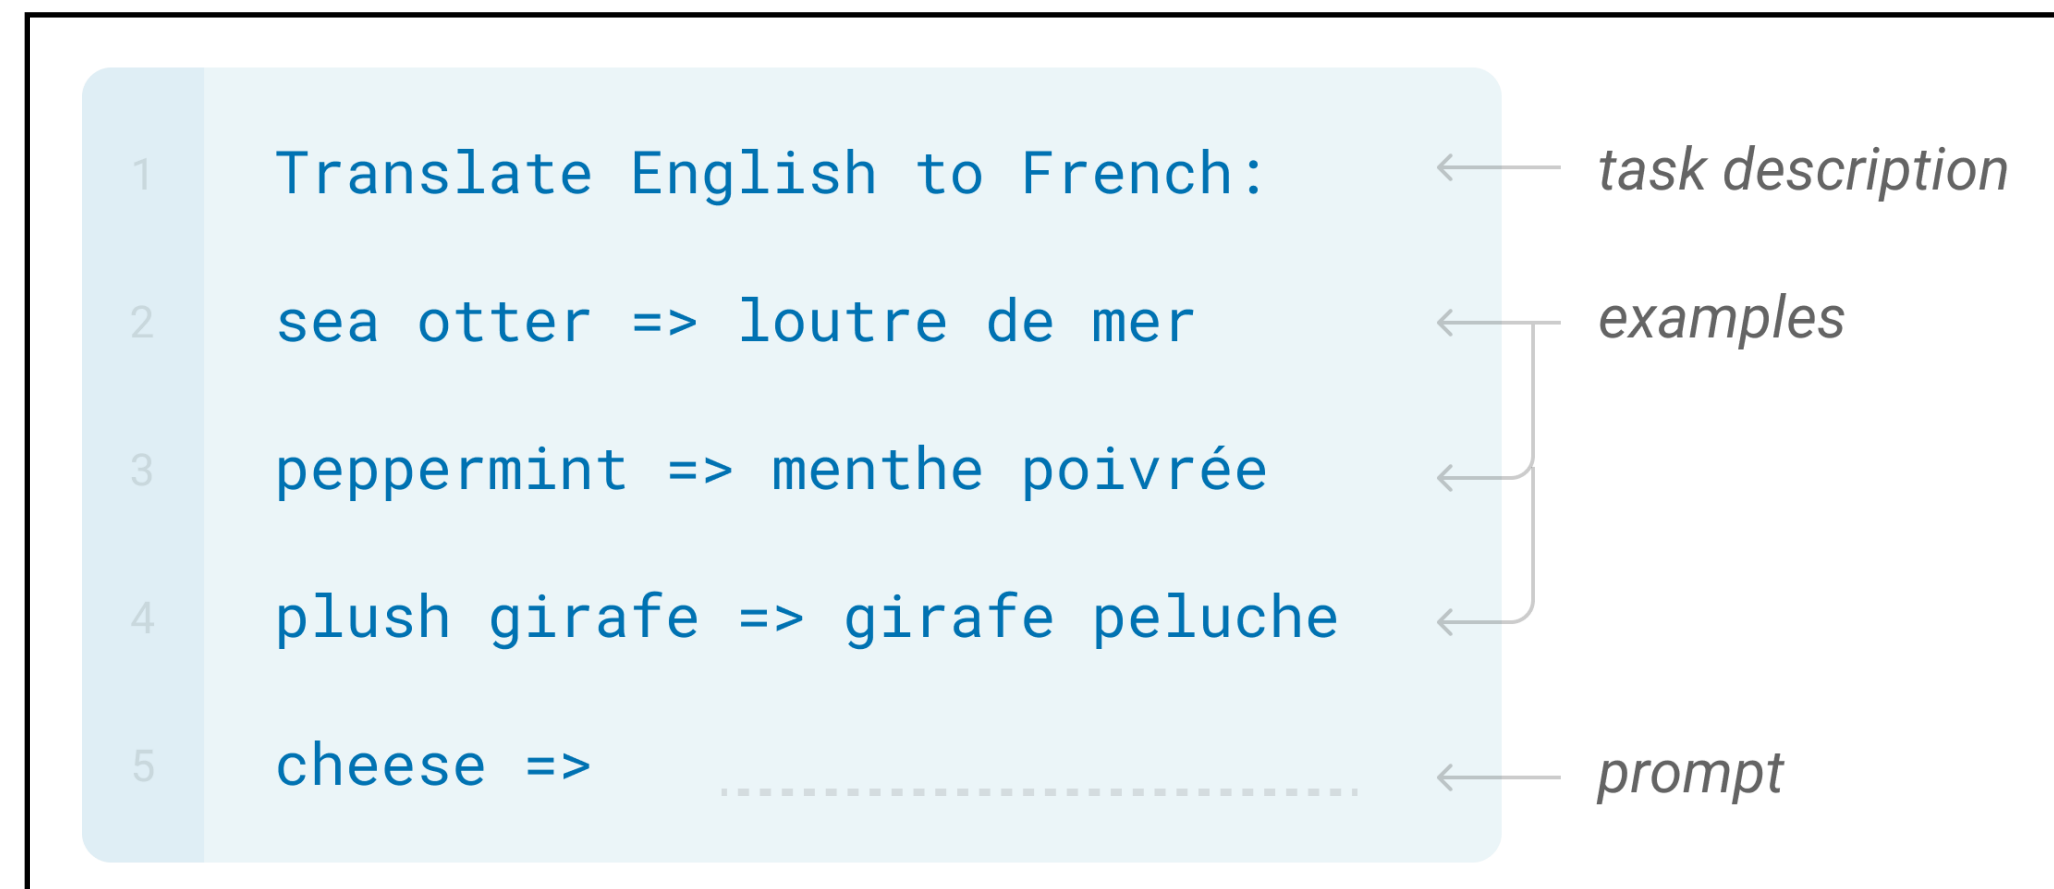 1 Translate English to French: task description
2 sea otter => loutre de mer examples
3 peppermint => menthe poivrée
4 plush girafe => girafe peluche
5 cheese => prompt